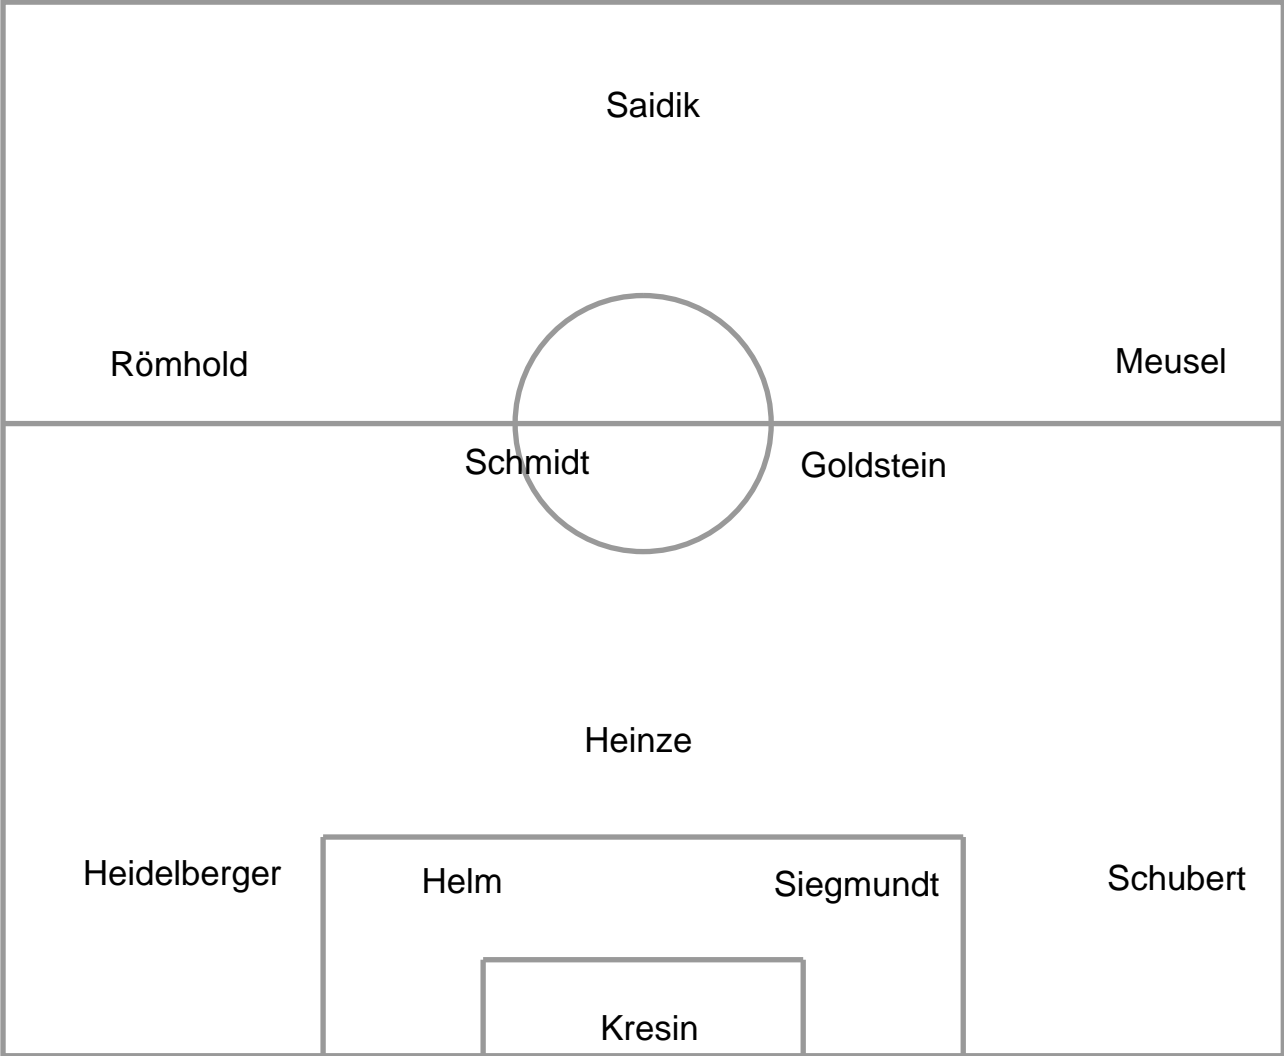 Saidik
Römhold
Meusel
Schmidt
Goldstein
Heinze
Heidelberger
Helm
Siegmundt
Schubert
Kresin